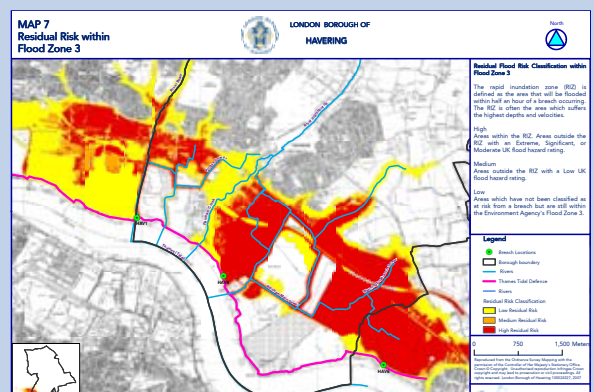 MAP 7
Residual Risk within
Flood Zone 3
LONDON BOROUGH OF
HAVERING
North
Residual Flood Risk Classification within
Flood Zone 3
The rapid inundation zone (RIZ) is
defined as the area that will be flooded
within half an hour of a breach occurring.
The RIZ is often the area which suffers
the highest depths and velocities.
High
Areas within the RIZ. Areas outside the
RIZ with an Extreme, Significant, or
Moderate UK flood hazard rating.
Medium
Areas outside the RIZ with a Low UK
flood hazard rating.
Low
Areas which have not been classified as
at risk from a breach but are still within
the Environment Agency's Flood Zone 3.
Legend
Breach Locations
Borough boundary
Rivers
Thames Tidal Defence
Rivers
Residual Risk Classification
Low Residual Risk
Medium Residual Risk
High Residual Risk
0 750 1,500 Meters
HAV1